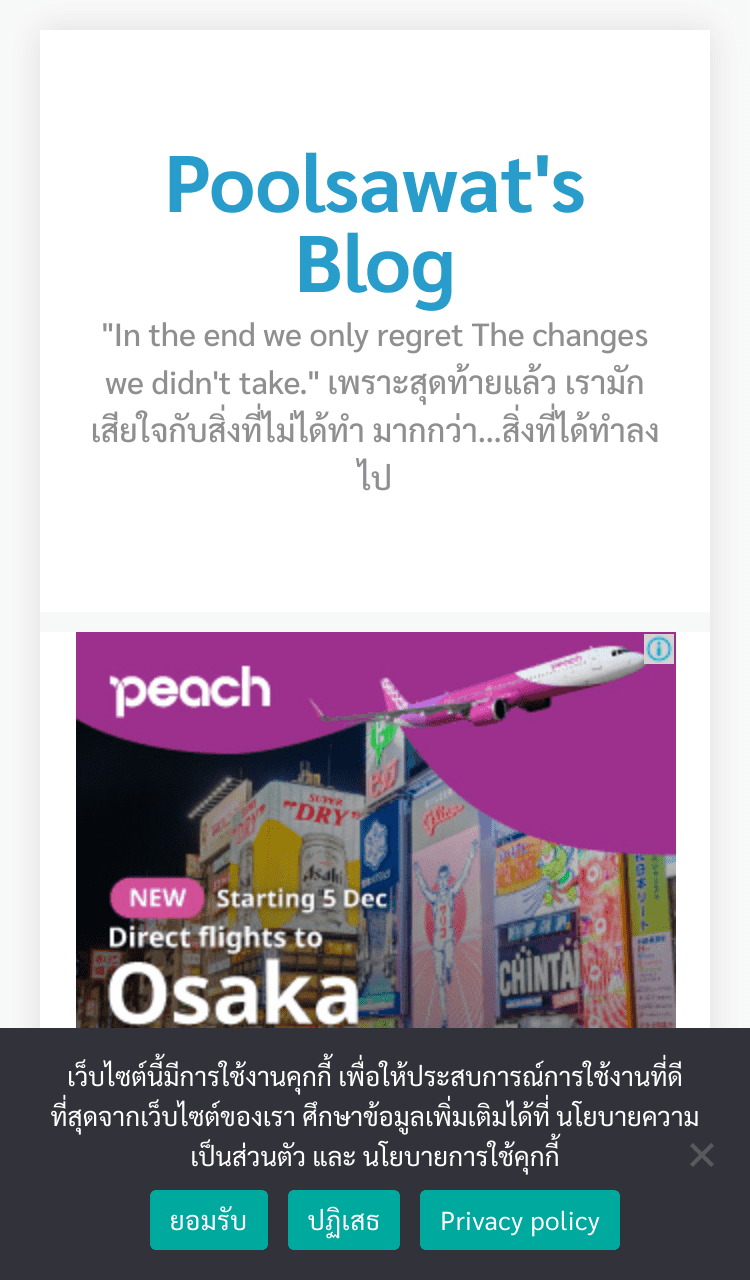 Poolsawat's
Blog
"In the end we only regret The changes
we didn't take." เพราะสุดท้ายแล้ว เรามัก
เสียใจกับสิ่งที่ไม่ได้ทำ มากกว่า...สิ่งที่ได้ทำลง
ไป
peach
SUPER
"DRY"
Asahi
Glico
CHINTAI
NEW Starting 5 Dec
Direct flights to
Osaka
เว็บไซต์นี้มีการใช้งานคุกกี้ เพื่อให้ประสบการณ์การใช้งานที่ดี
ที่สุดจากเว็บไซต์ของเรา ศึกษาข้อมูลเพิ่มเติมได้ที่ นโยบายความ
เป็นส่วนตัว และ นโยบายการใช้คุกกี้
ยอมรับ ปฏิเสธ Privacy policy